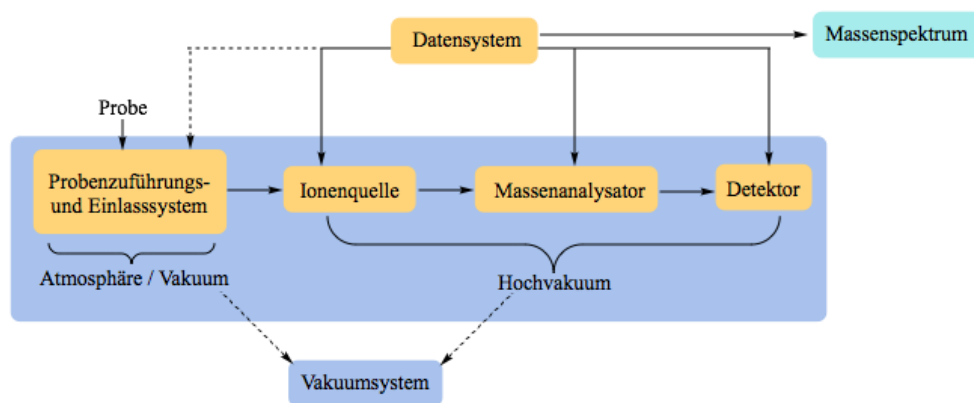 Datensystem
Massenspektrum
Probe
Probenzuführungs-
und Einlasssystem
Ionenquelle
Massenanalysator
Detektor
Atmosphäre / Vakuum
Hochvakuum
Vakuumsystem